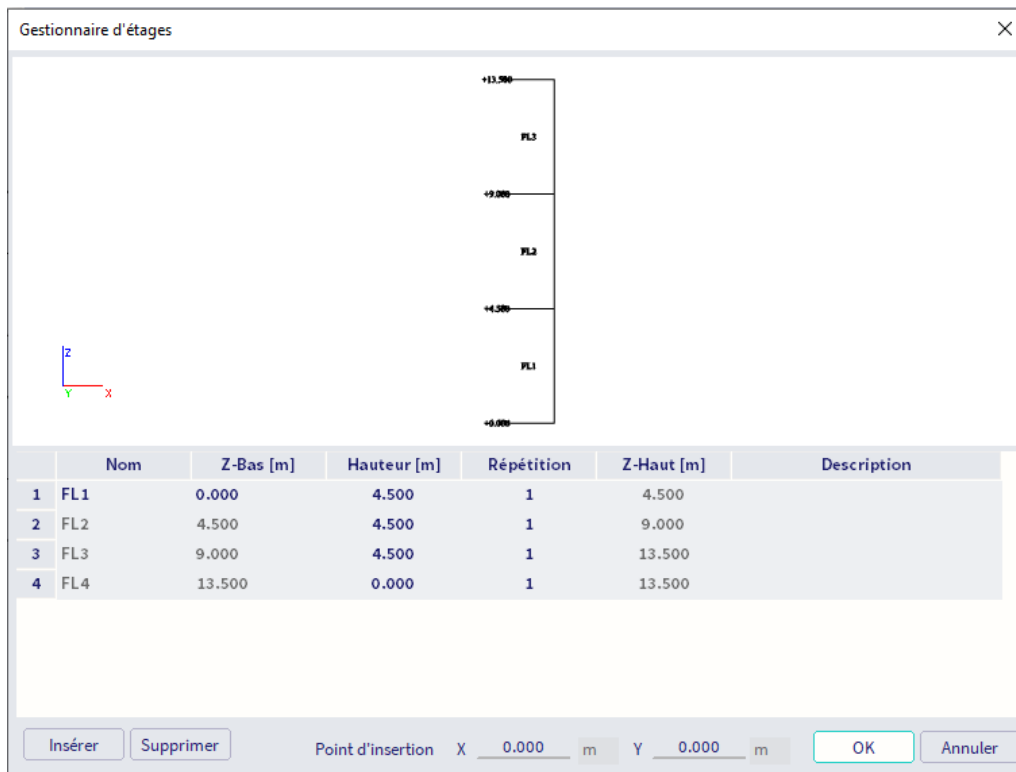 Gestionnaire d'étages
+13.500
FL3
+9.000
FL2
+4.500
FL1
+0.000
Z
Y X
Nom Z-Bas [m] Hauteur [m] Répétition Z-Haut [m] Description
1 FL1 0.000 4.500 1 4.500
2 FL2 4.500 4.500 1 9.000
3 FL3 9.000 4.500 1 13.500
4 FL4 13.500 0.000 1 13.500
Insérer Supprimer Point d'insertion X 0.000 m Y 0.000 m OK Annuler